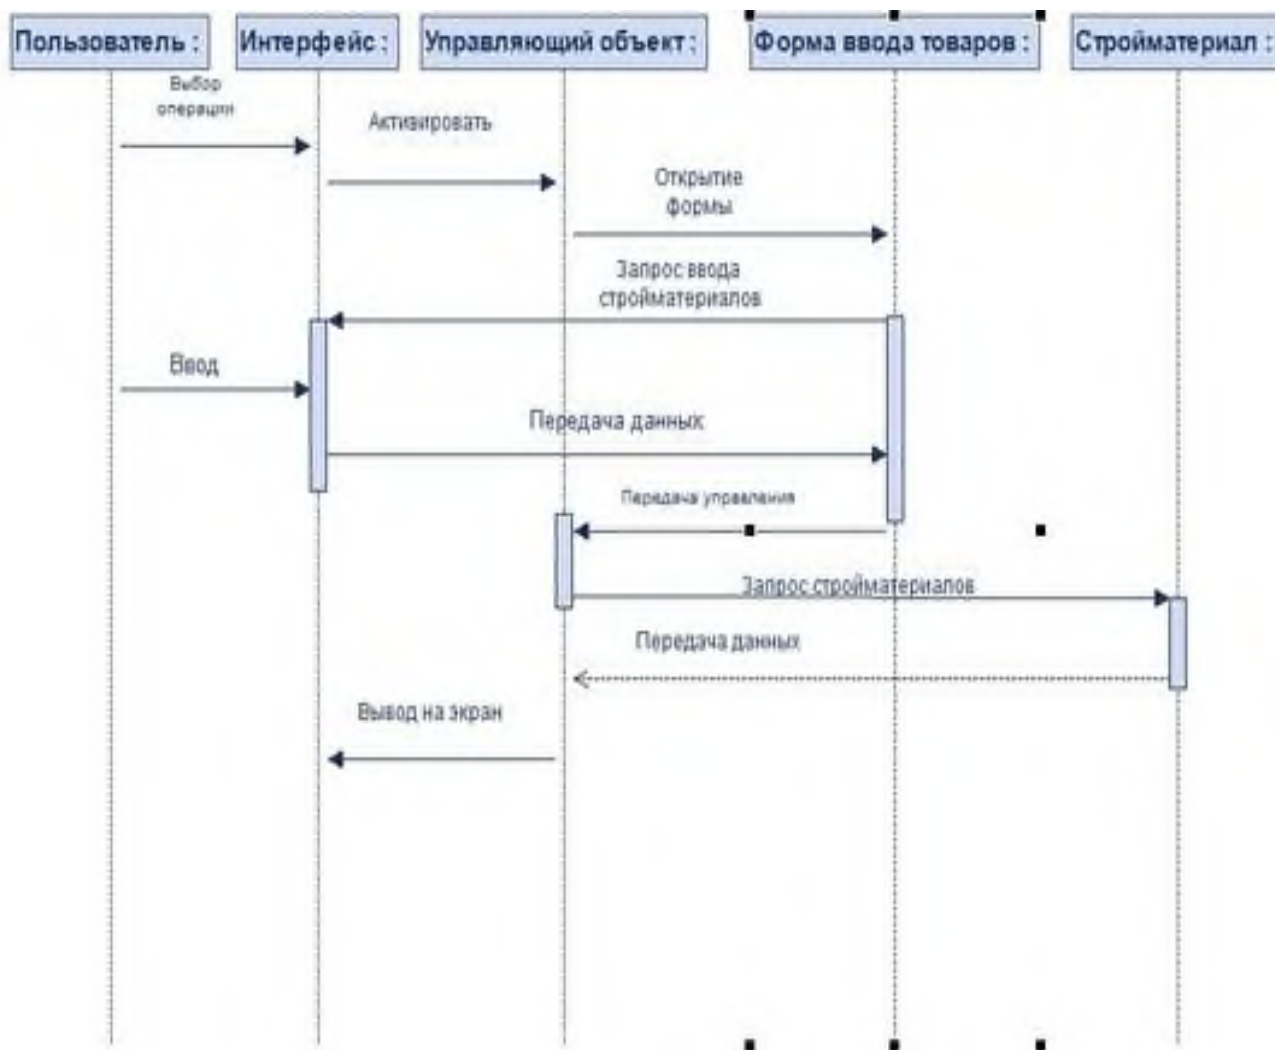 Пользователь :
Интерфейс :
Управляющий объект :
Форма ввода товаров :
Стройматериал :
Выбор
операции
Активировать
Открытие
формы
Запрос ввода
стройматериалов
Ввод
Передача данных
Передача управления
Запрос стройматериалов
Передача данных
Вывод на экран